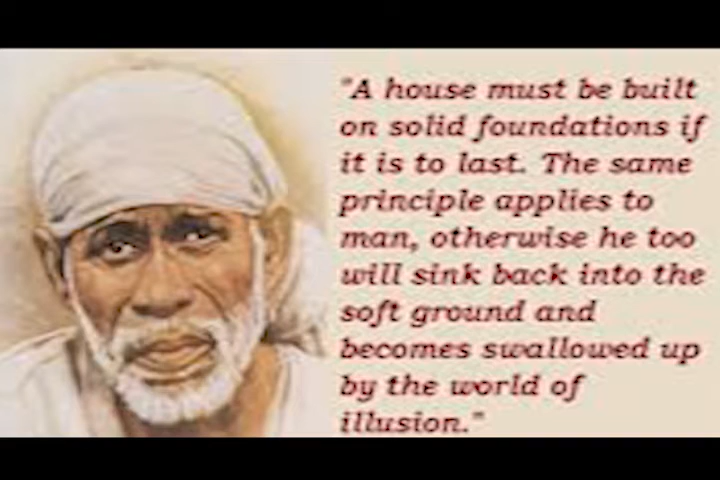 "A house must be built
on solid foundations if
it is to last. The same
principle applies to
man, otherwise he too
will sink back into the
soft ground and
becomes swallowed up
by the world of
illusion."